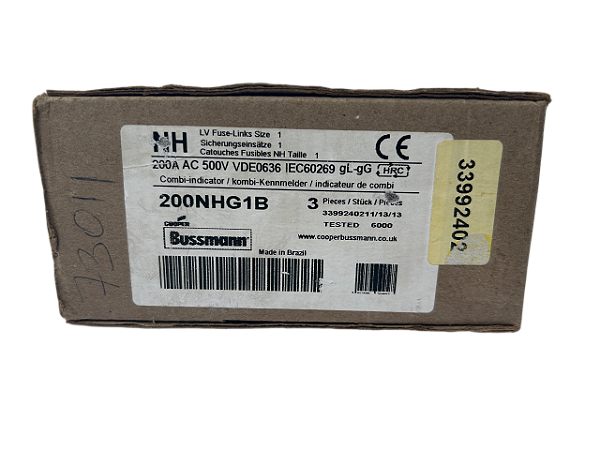 73011
NH
LV Fuse-Links Size 1
Sicherungseinsätze 1
Catouches Fusibles NH Taille 1
CE
200A AC 500V VDE0636 IEC60269 gL-gG HRC
Combi-indicator / kombi-Kennmelder / indicateur de combi
200NHG1B
3 Pieces / Stück / Pieces
3399240211/13/13
TESTED 6000
COOPER
Bussmann
www.cooperbussmann.co.uk
Made in Brazil
33992402